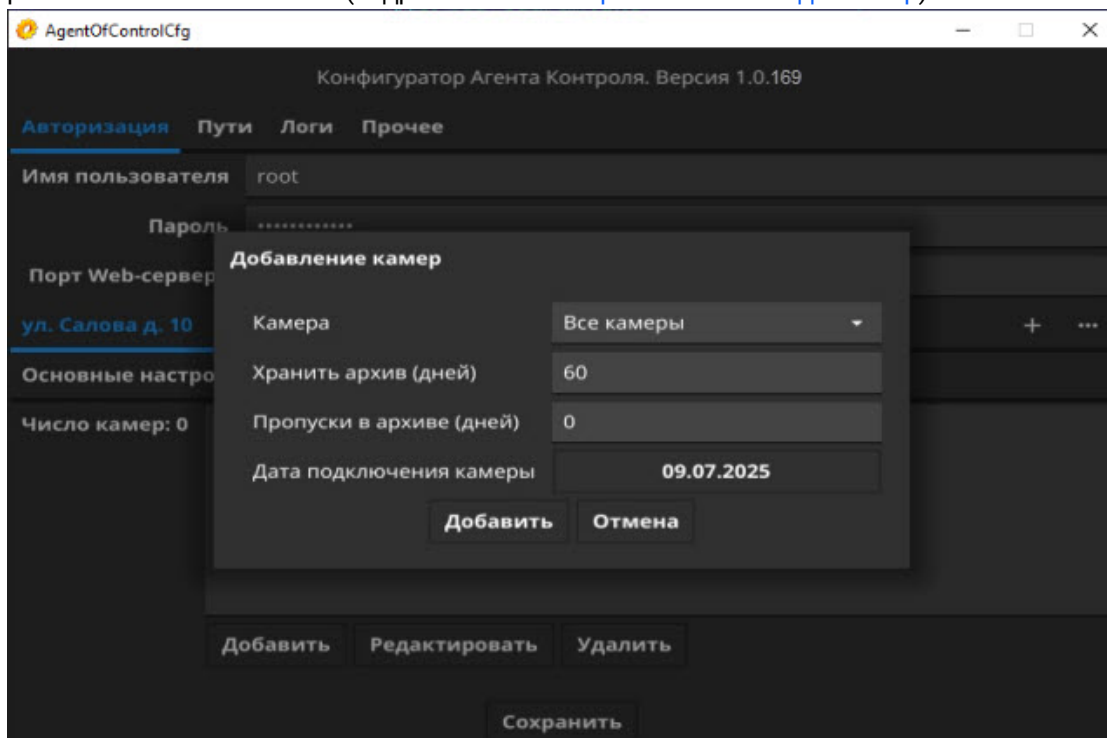 AgentOfControlCfg
Конфигуратор Агента Контроля. Версия 1.0.169
Авторизация Пути Логи Прочее
Имя пользователя root
Пароль ••••••••••••
Порт Web-сервер
Добавление камер
ул. Салова д. 10 + ···
Камера Все камеры
Основные настро
Хранить архив (дней) 60
Число камер: 0
Пропуски в архиве (дней) 0
Дата подключения камеры 09.07.2025
Добавить Отмена
Добавить Редактировать Удалить
Сохранить